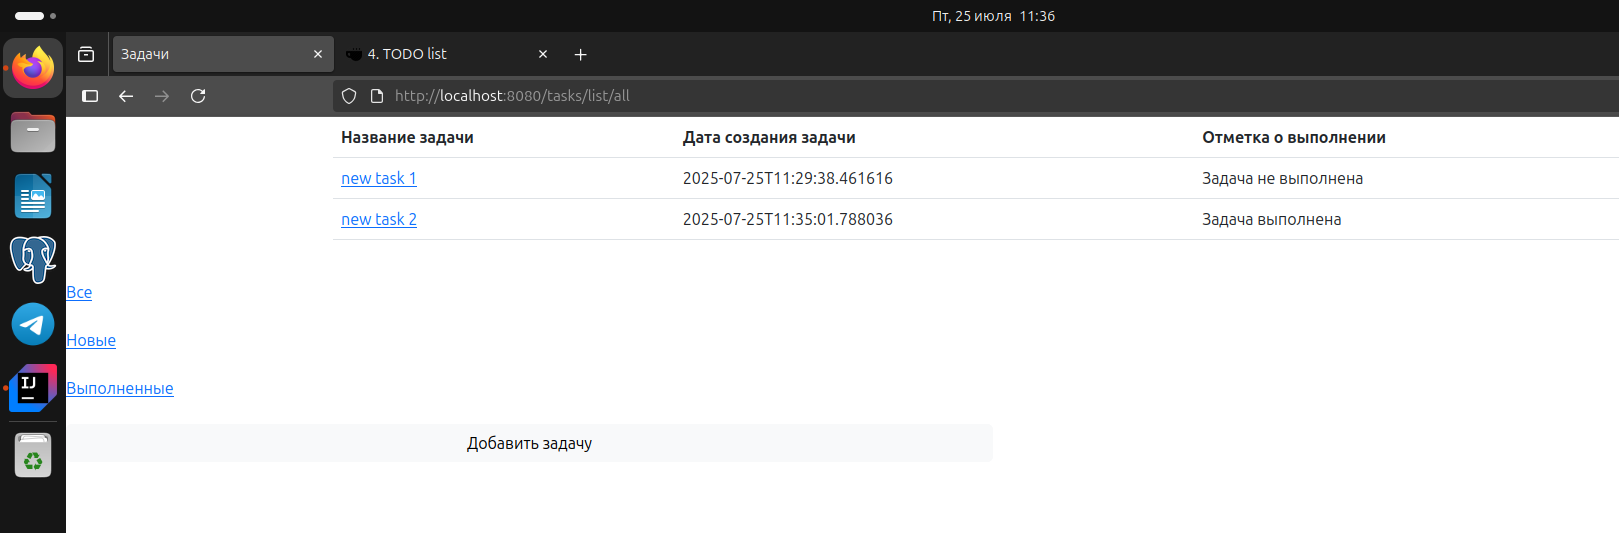 Пт, 25 июля 11:36
Задачи
4. TODO list
http://localhost:8080/tasks/list/all
Название задачи Дата создания задачи Отметка о выполнении
new task 1 2025-07-25T11:29:38.461616 Задача не выполнена
new task 2 2025-07-25T11:35:01.788036 Задача выполнена
Все
Новые
Выполненные
Добавить задачу
IJ